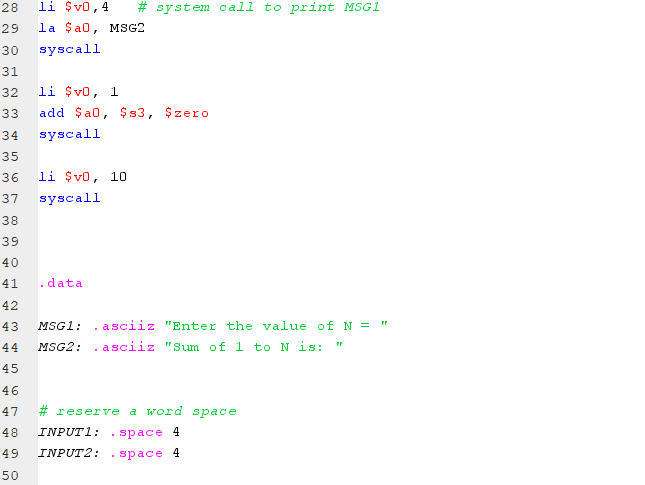 28 li $v0,4 # system call to print MSG1
29 la $a0, MSG2
30 syscall
31
32 li $v0, 1
33 add $a0, $s3, $zero
34 syscall
35
36 li $v0, 10
37 syscall
38
39
40
41 .data
42
43 MSG1: .asciiz "Enter the value of N = "
44 MSG2: .asciiz "Sum of 1 to N is: "
45
46
47 # reserve a word space
48 INPUT1: .space 4
49 INPUT2: .space 4
50